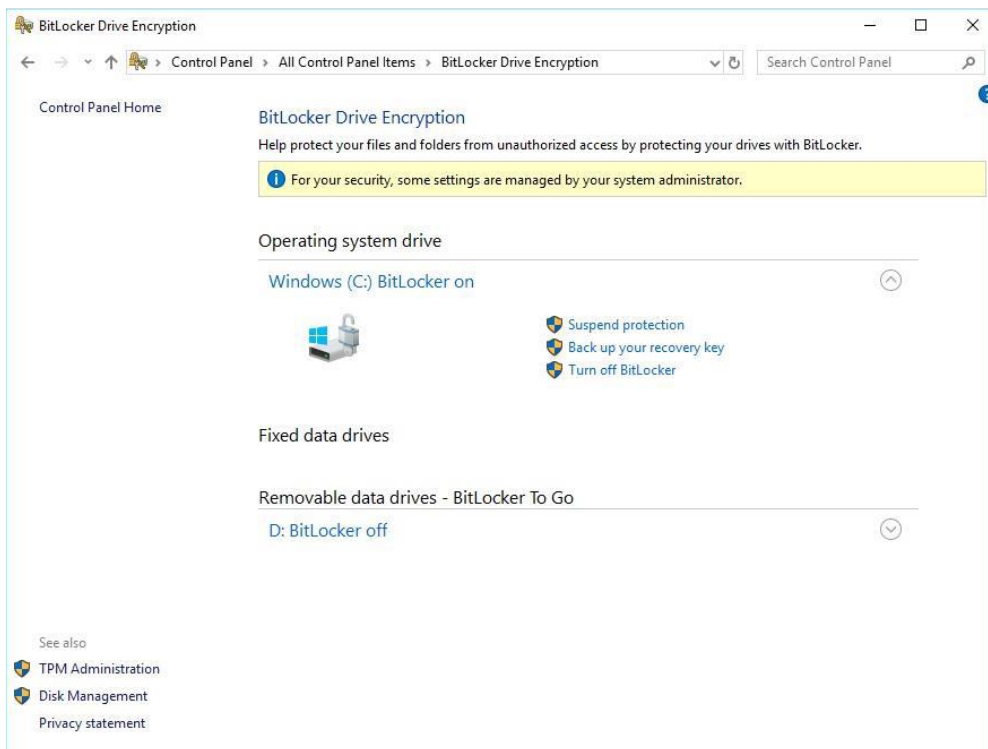 BitLocker Drive Encryption
Control Panel > All Control Panel Items > BitLocker Drive Encryption
Search Control Panel
Control Panel Home
BitLocker Drive Encryption
Help protect your files and folders from unauthorized access by protecting your drives with BitLocker.
For your security, some settings are managed by your system administrator.
Operating system drive
Windows (C:) BitLocker on
Suspend protection
Back up your recovery key
Turn off BitLocker
Fixed data drives
Removable data drives - BitLocker To Go
D: BitLocker off
See also
TPM Administration
Disk Management
Privacy statement